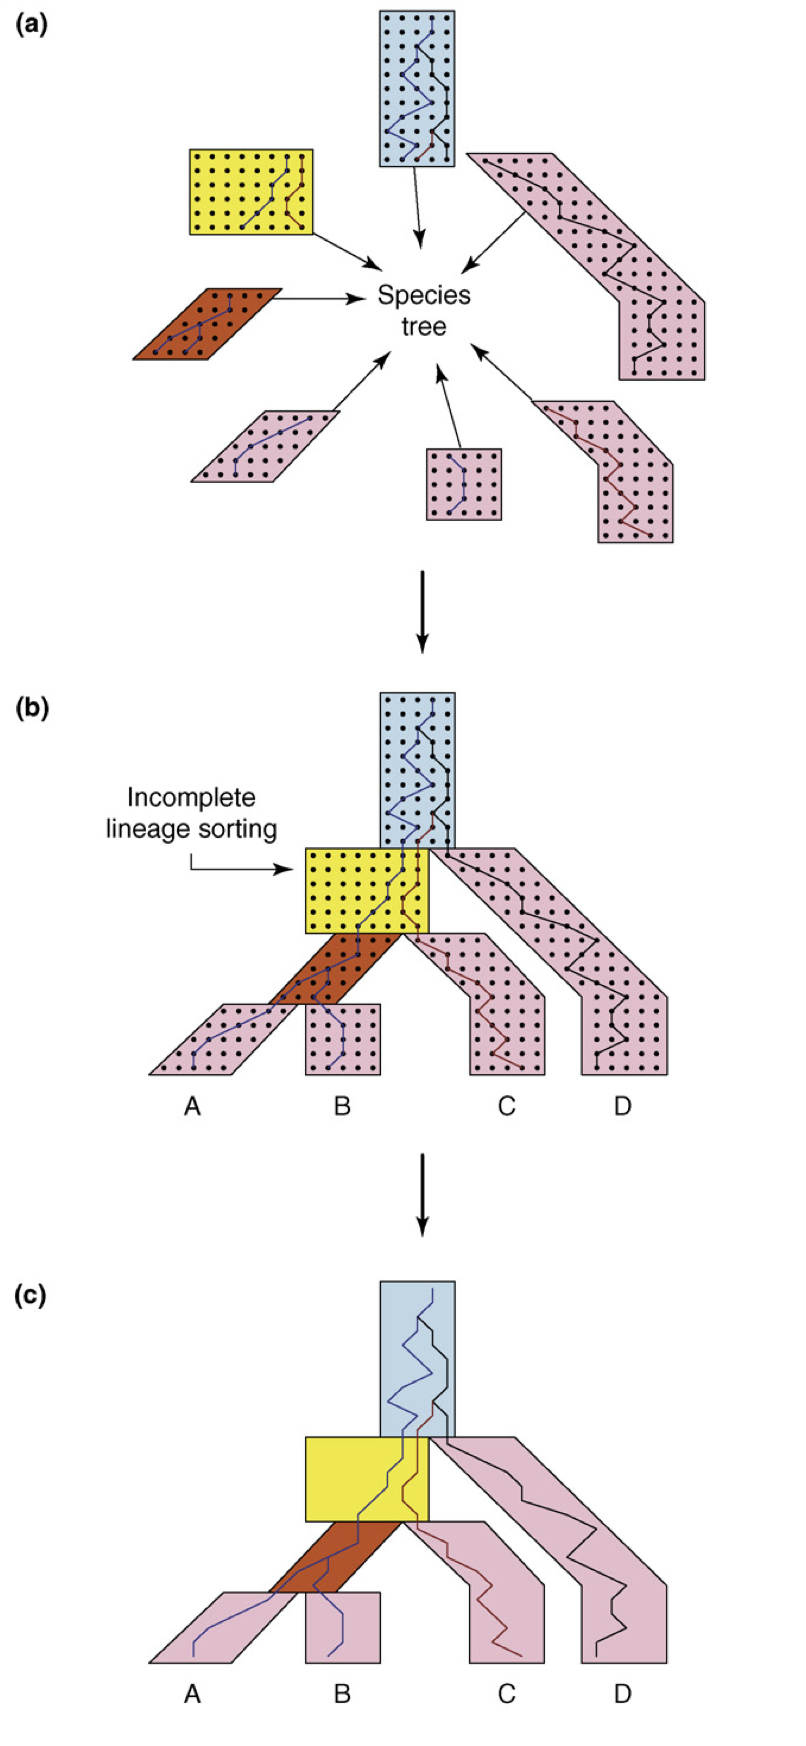 (a)
Species
tree
(b)
Incomplete
lineage sorting
A B C D
(c)
A B C D